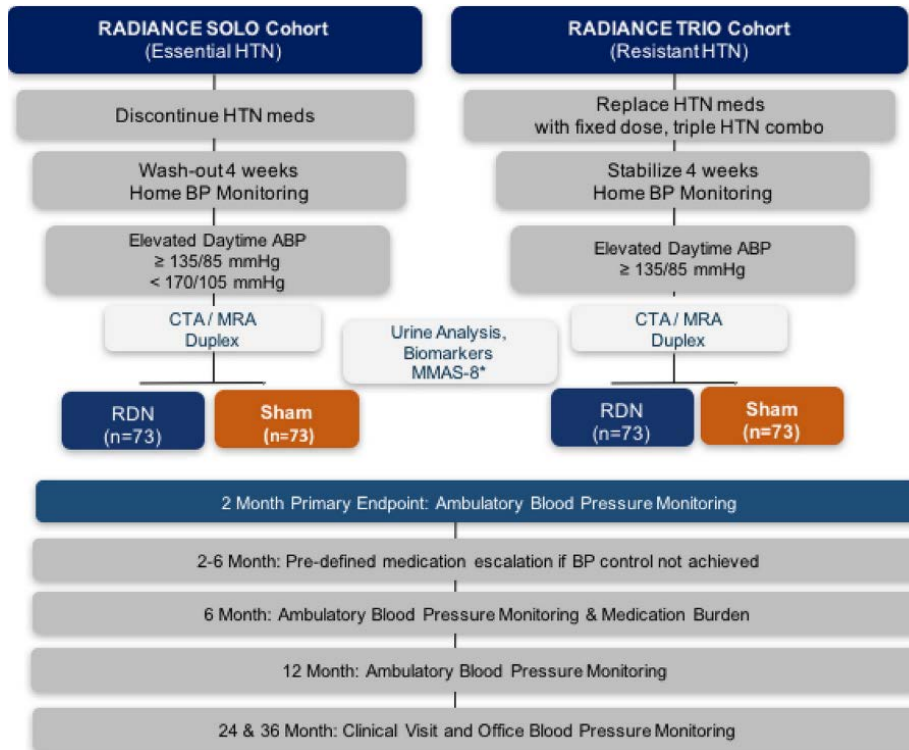 RADIANCE SOLO Cohort
(Essential HTN)
Discontinue HTN meds
Wash-out 4 weeks
Home BP Monitoring
Elevated Daytime ABP
≥ 135/85 mmHg
< 170/105 mmHg
CTA / MRA
Duplex
RDN
(n=73)
Sham
(n=73)
Urine Analysis,
Biomarkers
MMAS-8*
RADIANCE TRIO Cohort
(Resistant HTN)
Replace HTN meds
with fixed dose, triple HTN combo
Stabilize 4 weeks
Home BP Monitoring
Elevated Daytime ABP
≥ 135/85 mmHg
CTA / MRA
Duplex
RDN
(n=73)
Sham
(n=73)
2 Month Primary Endpoint: Ambulatory Blood Pressure Monitoring
2-6 Month: Pre-defined medication escalation if BP control not achieved
6 Month: Ambulatory Blood Pressure Monitoring & Medication Burden
12 Month: Ambulatory Blood Pressure Monitoring
24 & 36 Month: Clinical Visit and Office Blood Pressure Monitoring